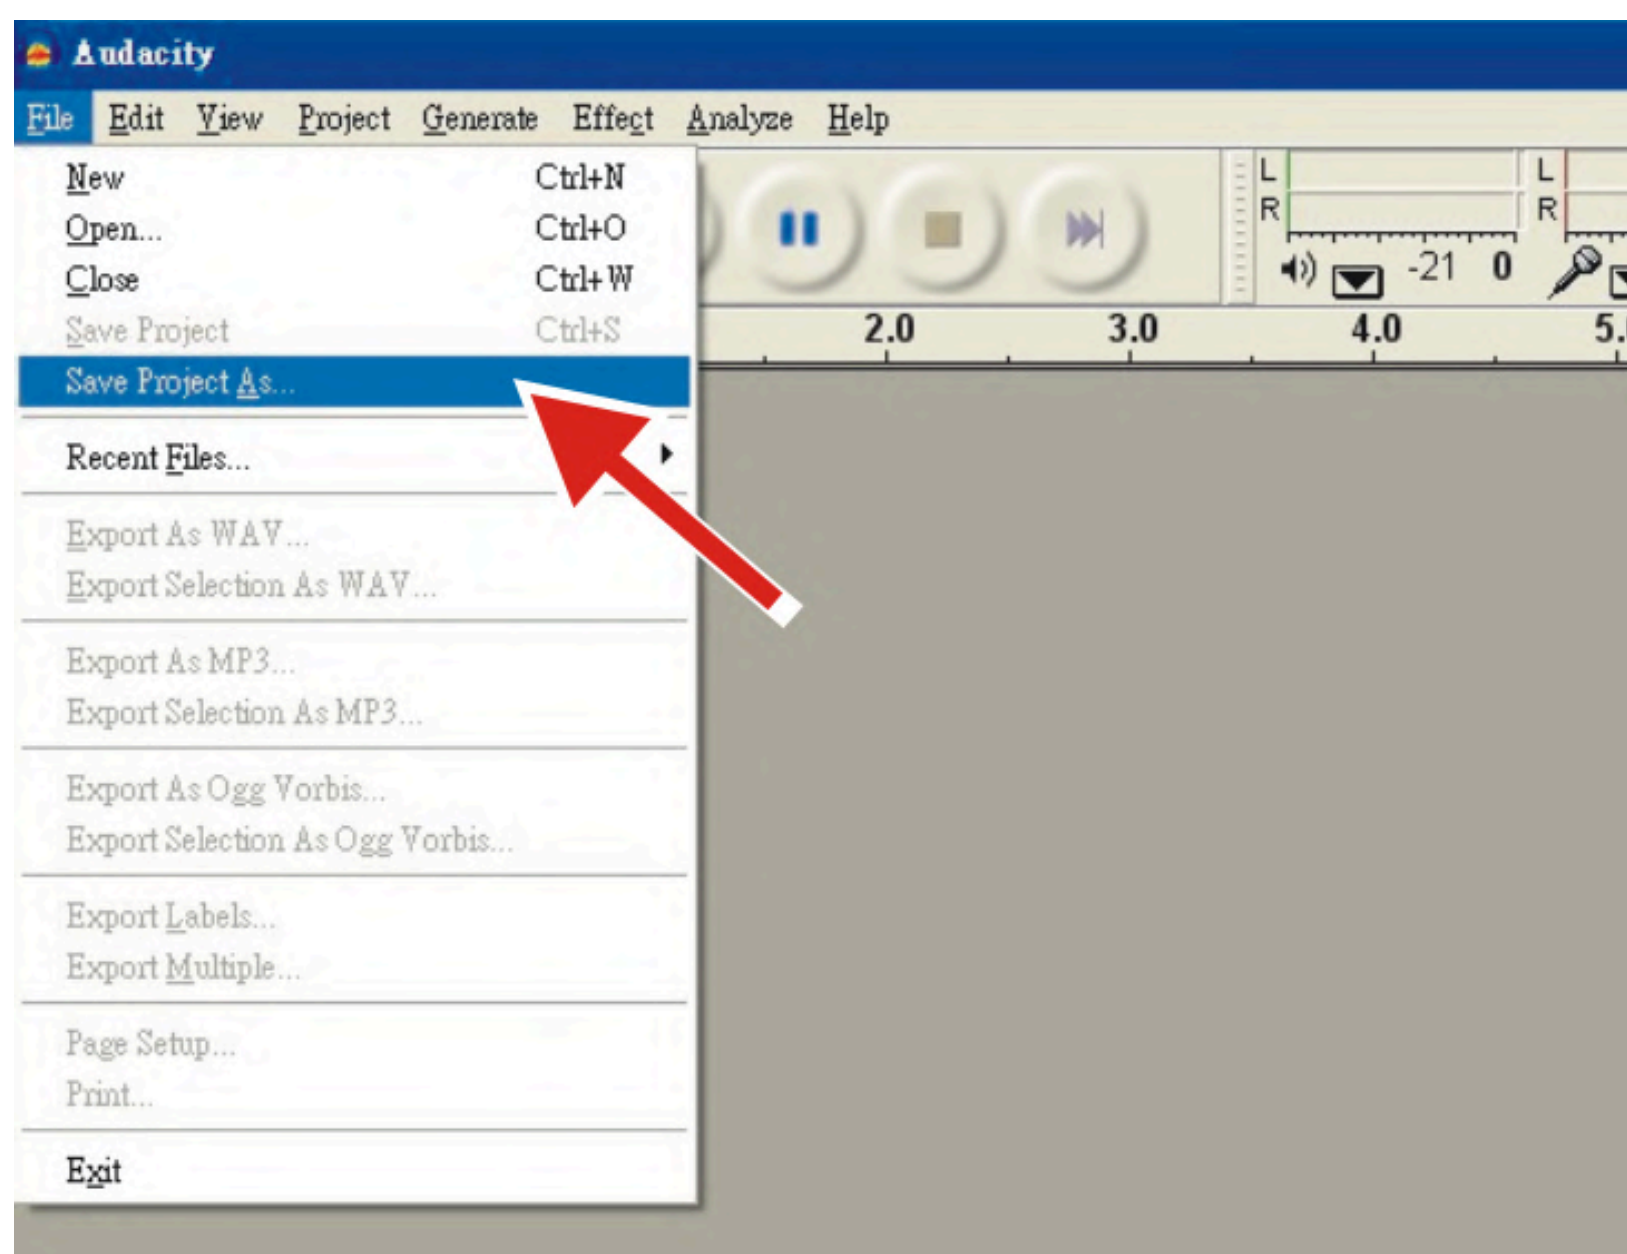 Audacity
File Edit View Project Generate Effect Analyze Help
New Ctrl+N
Open... Ctrl+O
Close Ctrl+W
Save Project Ctrl+S
Save Project As...
Recent Files...
Export As WAV...
Export Selection As WAV...
Export As MP3...
Export Selection As MP3...
Export As Ogg Vorbis...
Export Selection As Ogg Vorbis...
Export Labels...
Export Multiple...
Page Setup...
Print...
Exit
L L
R R
-21 0
2.0 3.0 4.0 5.